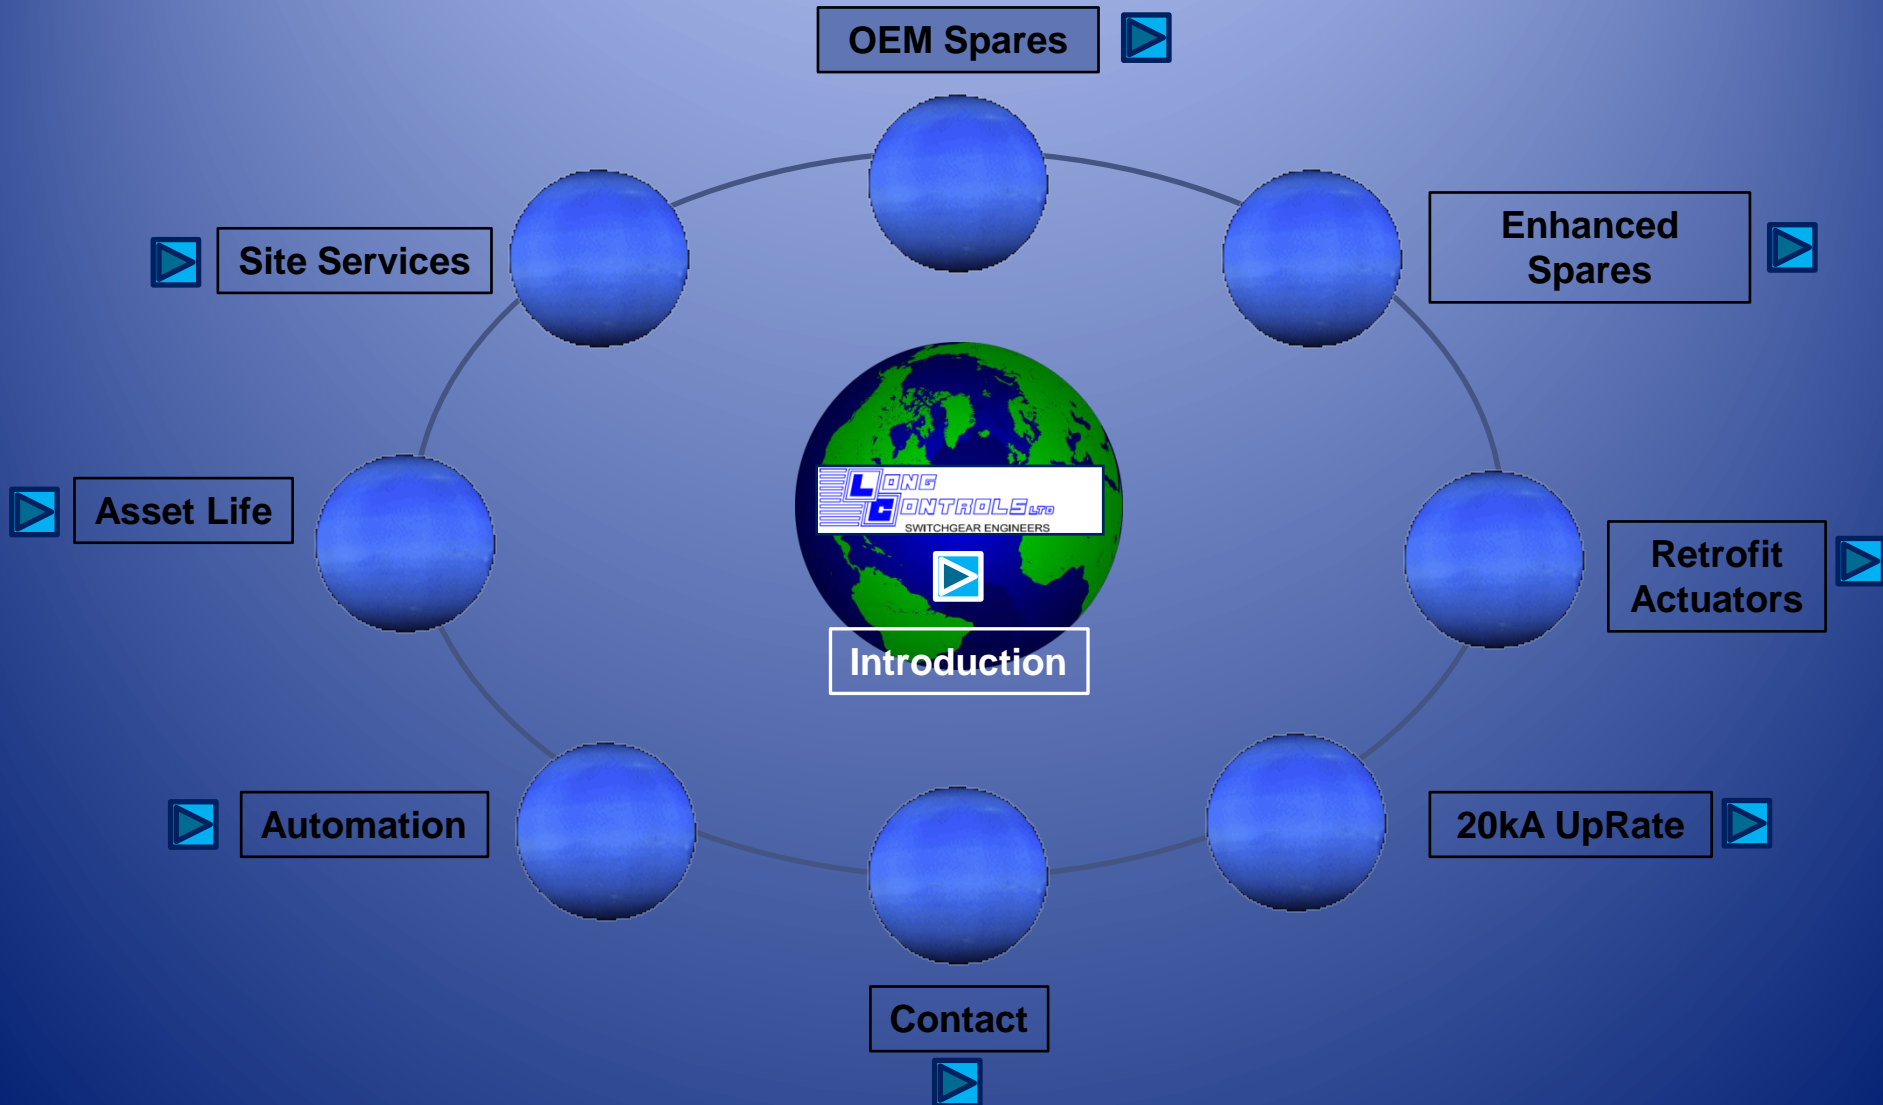 OEM Spares
Enhanced
Spares
Site Services
LONG
CONTROLS LTD
SWITCHGEAR ENGINEERS
Asset Life
Retrofit
Actuators
Introduction
Automation
20kA UpRate
Contact